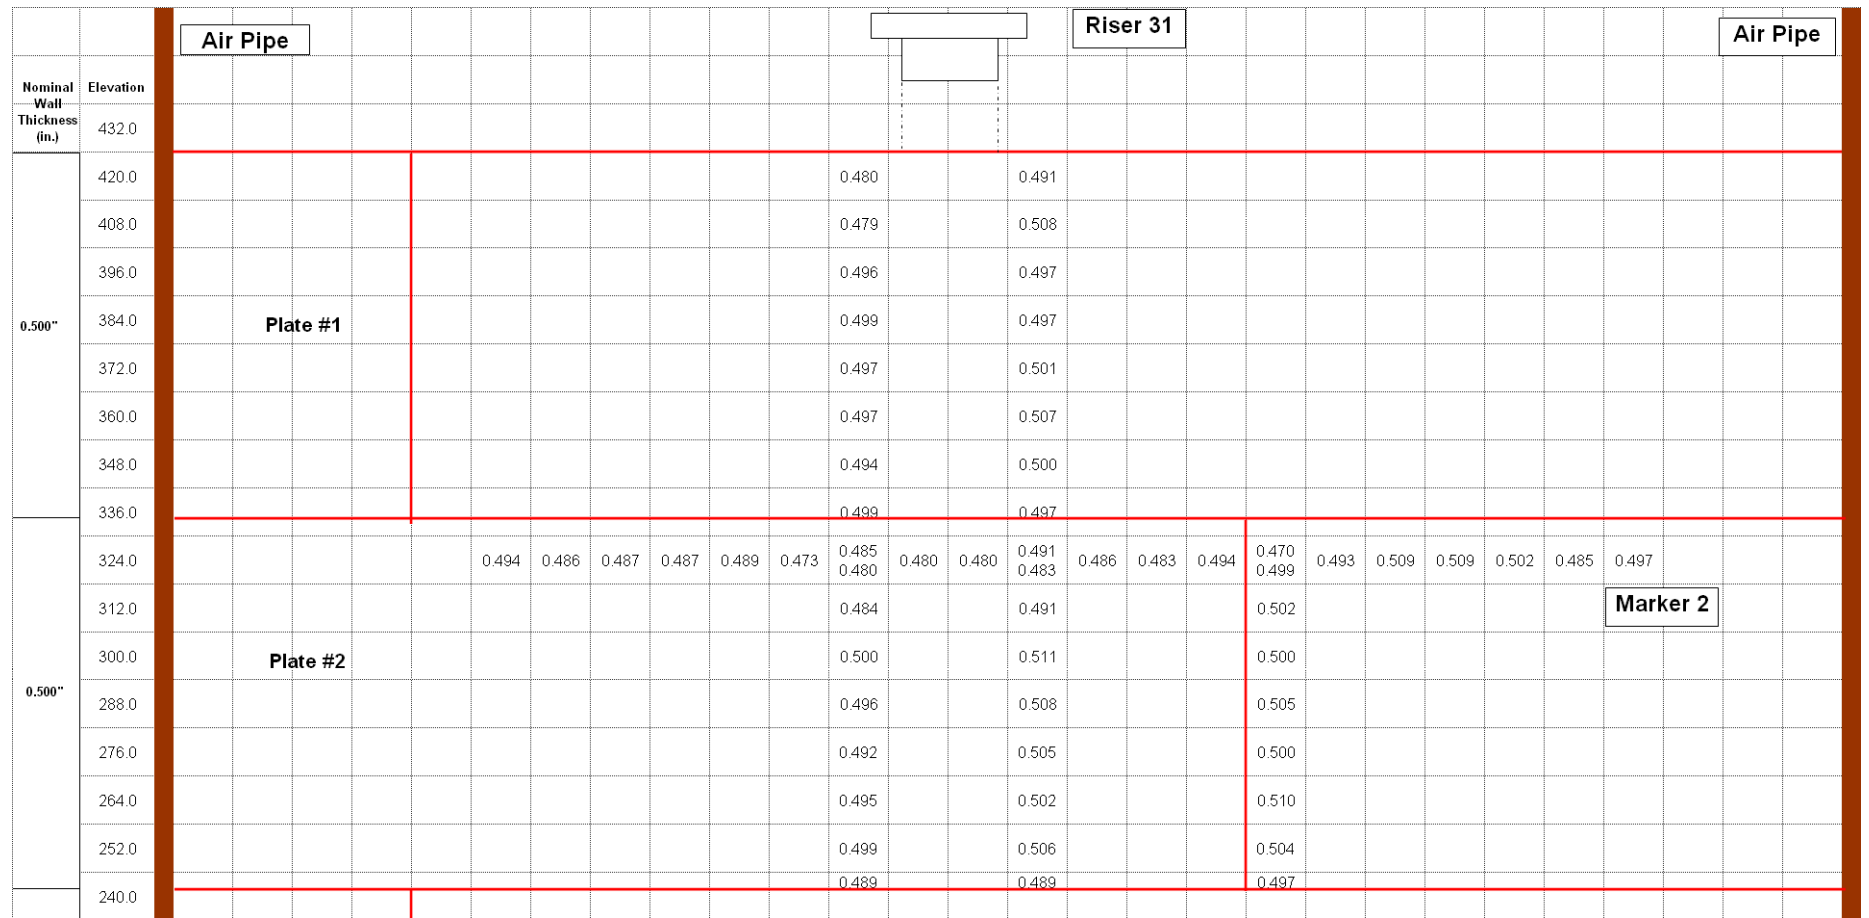 Air Pipe
Riser 31
Air Pipe
Nominal Elevation
Wall
Thickness
(in.)
432.0
420.0 0.480 0.491
408.0 0.479 0.508
396.0 0.496 0.497
0.500" Plate #1 384.0 0.499 0.497
372.0 0.497 0.501
360.0 0.497 0.507
348.0 0.494 0.500
336.0 0.499 0.497
0.485 0.491 0.470
324.0 0.494 0.486 0.487 0.487 0.489 0.473 0.480 0.480 0.486 0.483 0.494 0.493 0.509 0.509 0.502 0.485 0.497
0.480 0.483 0.499
312.0 0.484 0.491 0.502 Marker 2
300.0 Plate #2 0.500 0.511 0.500
0.500" 288.0 0.496 0.508 0.505
276.0 0.492 0.505 0.500
264.0 0.495 0.502 0.510
252.0 0.499 0.506 0.504
0.489 0.489 0.497
240.0